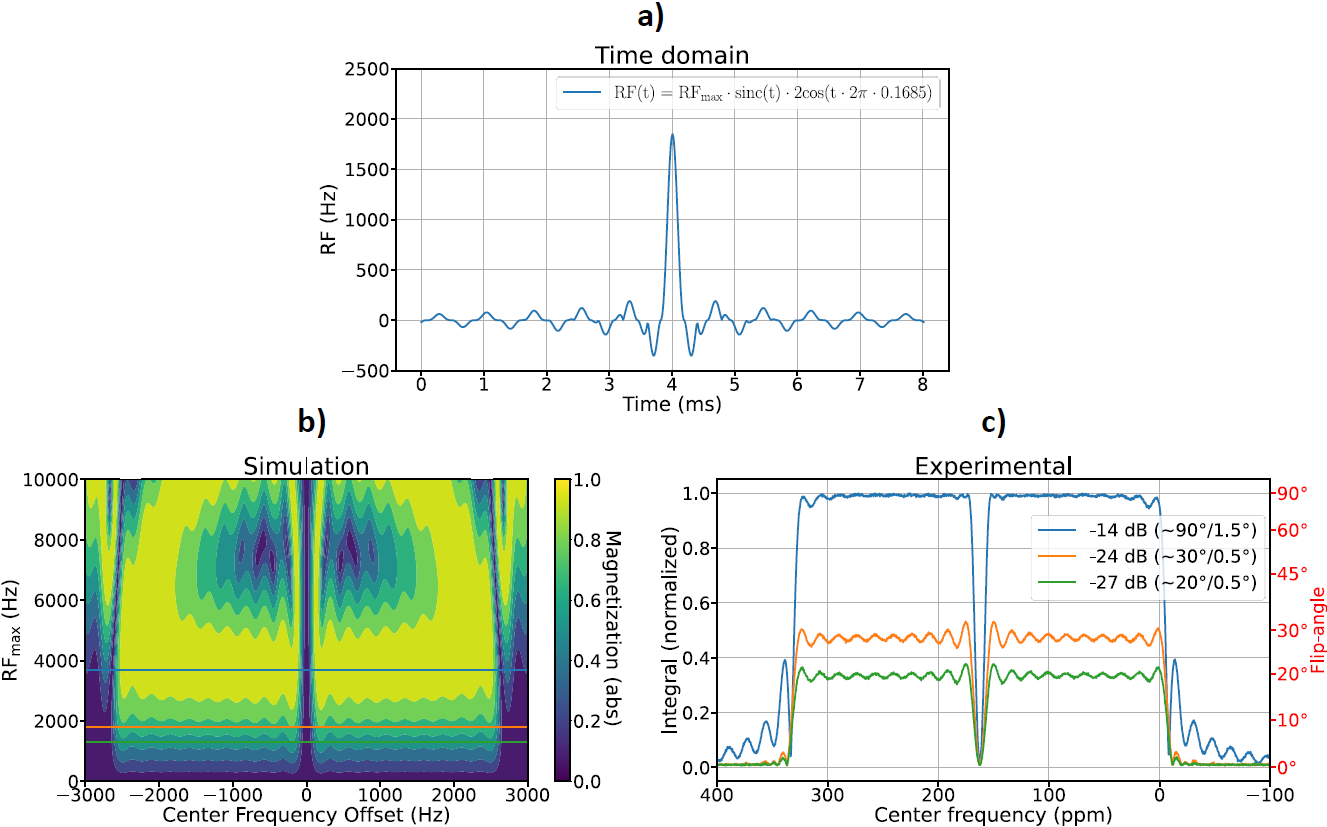 a)
Time domain
2500
2000
1500
1000
500
0
−500
RF (Hz)
RF(t) = RFmax · sinc(t) · 2cos(t · 2π · 0.1685)
0 1 2 3 4 5 6 7 8
Time (ms)
b)
Simulation
10000
8000
6000
4000
2000
0
RFmax (Hz)
−3000 −2000 −1000 0 1000 2000 3000
Center Frequency Offset (Hz)
1.0
0.8
0.6
0.4
0.2
0.0
Magnetization (abs)
c)
Experimental
1.0
0.8
0.6
0.4
0.2
0.0
Integral (normalized)
-14 dB (~90°/1.5°)
-24 dB (~30°/0.5°)
-27 dB (~20°/0.5°)
90°
60°
45°
30°
20°
10°
0°
Flip-angle
400 300 200 100 0 −100
Center frequency (ppm)